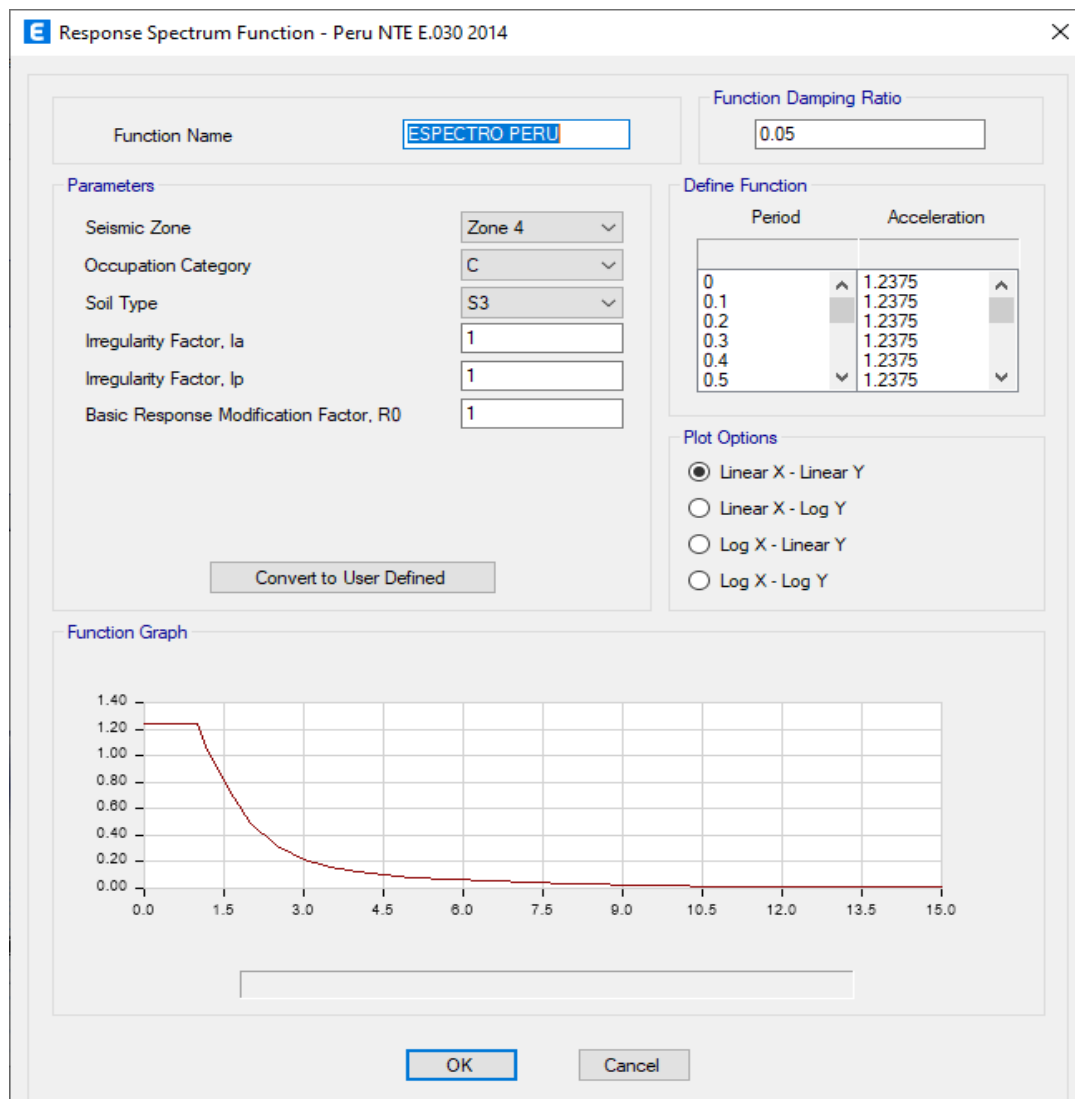 E Response Spectrum Function - Peru NTE E.030 2014
Function Name ESPECTRO PERU
Function Damping Ratio
0.05
Parameters
Seismic Zone Zone 4
Occupation Category C
Soil Type S3
Irregularity Factor, Ia 1
Irregularity Factor, Ip 1
Basic Response Modification Factor, R0 1
Convert to User Defined
Define Function
Period Acceleration
0 1.2375
0.1 1.2375
0.2 1.2375
0.3 1.2375
0.4 1.2375
0.5 1.2375
Plot Options
Linear X - Linear Y
Linear X - Log Y
Log X - Linear Y
Log X - Log Y
Function Graph
1.40
1.20
1.00
0.80
0.60
0.40
0.20
0.00
0.0 1.5 3.0 4.5 6.0 7.5 9.0 10.5 12.0 13.5 15.0
OK Cancel